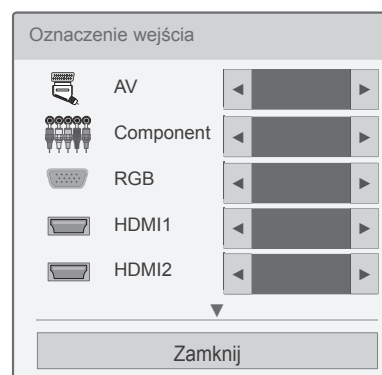 Oznaczenie wejścia
AV
Component
RGB
HDMI1
HDMI2
Zamknij